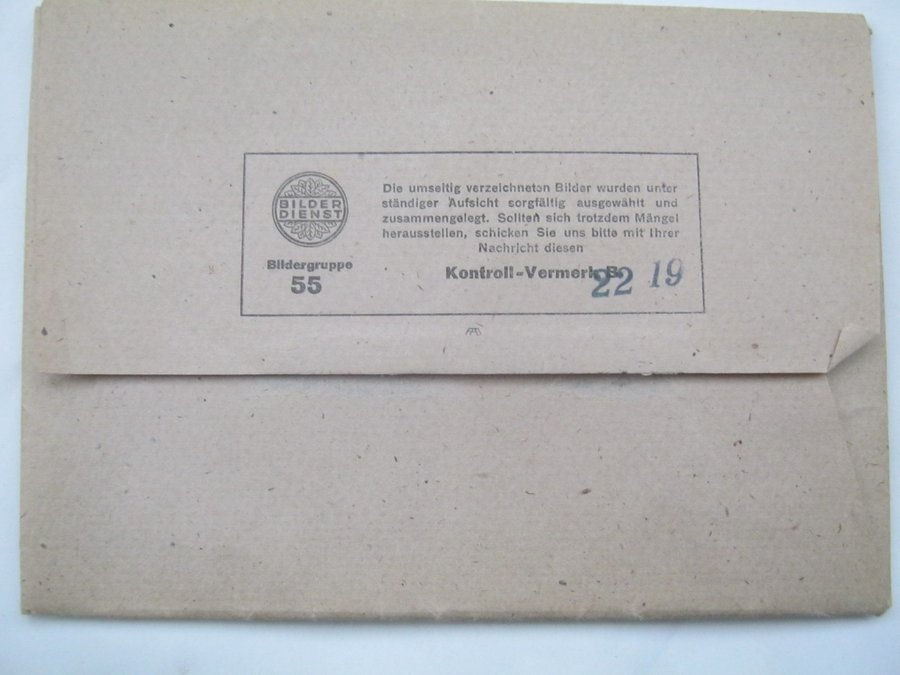 BILDER
DIENST
Bildergruppe
55
Die umseitig verzeichneten Bilder wurden unter
ständiger Aufsicht sorgfältig ausgewählt und
zusammengelegt. Sollten sich trotzdem Mängel
herausstellen, schicken Sie uns bitte mit Ihrer
Nachricht diesen
Kontroll-Vermerk B.
22 19